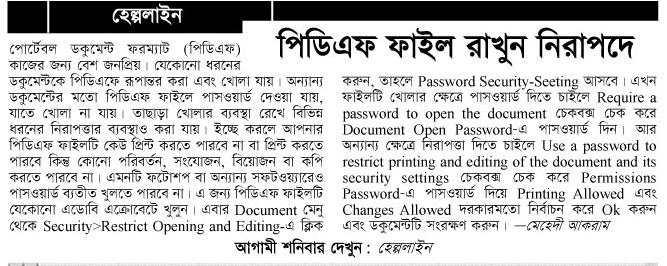 হেল্পলাইন
পিডিএফ ফাইল রাখুন নিরাপদে
পোর্টেবল ডকুমেন্ট ফরম্যাট (পিডিএফ)
কাজের জন্য বেশ জনপ্রিয়। যেকোনো ধরনের
ডকুমেন্টকে পিডিএফে রূপান্তর করা এবং খোলা যায়। অন্যান্য
ডকুমেন্টের মতো পিডিএফ ফাইলে পাসওয়ার্ড দেওয়া যায়,
যাতে খোলা না যায়। তাছাড়া খোলার ব্যবস্থা রেখে বিভিন্ন
ধরনের নিরাপত্তার ব্যবস্থাও করা যায়। ইচ্ছে করলে আপনার
পিডিএফ ফাইলটি কেউ প্রিন্ট করতে পারবে না বা প্রিন্ট করতে
পারবে কিন্তু কোনো পরিবর্তন, সংযোজন, বিয়োজন বা কপি
করতে পারবে না। এমনটি ফটোশপ বা অন্যান্য সফটওয়্যারেও
পাসওয়ার্ড ব্যতীত খুলতে পারবে না। এ জন্য পিডিএফ ফাইলটি
যেকোনো এডোবি এক্রোবেটে খুলুন। এবার Document মেনু
থেকে Security>Restrict Opening and Editing-এ ক্লিক
করুন, তাহলে Password Security-Seeting আসবে। এখন
ফাইলটি খোলার ক্ষেত্রে পাসওয়ার্ড দিতে চাইলে Require a
password to open the document চেকবক্স চেক করে
Document Open Password-এ পাসওয়ার্ড দিন। আর
অন্যান্য ক্ষেত্রে নিরাপত্তা দিতে চাইলে Use a password to
restrict printing and editing of the document and its
security settings চেকবক্স চেক করে Permissions
Password-এ পাসওয়ার্ড দিয়ে Printing Allowed এবং
Changes Allowed দরকারমতো নির্বাচন করে Ok করুন
এবং ডকুমেন্টটি সংরক্ষণ করুন। —মেহেদী আকরাম
আগামী শনিবার দেখুন : হেল্পলাইন